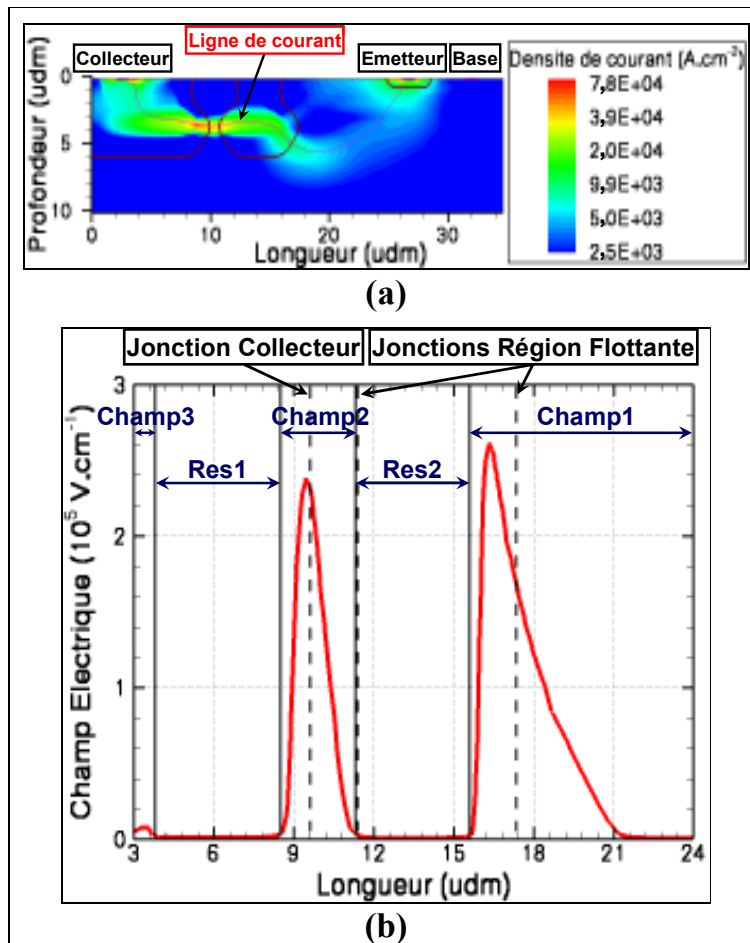 (a)
Collecteur
Ligne de courant
Emetteur
Base
Densite de courant [A.cm-2]
7,8E+04
3,9E+04
2,0E+04
9,9E+03
5,0E+03
2,5E+03
Profondeur (udm)
0
5
10
0 10 20 30
Longueur (udm)
(a)
Jonction Collecteur
Jonctions Région Flottante
Champ3
Champ2
Champ1
Res1
Res2
Champ Electrique (10⁵ V.cm⁻¹)
3
2
1
0
3 6 9 12 15 18 21 24
Longueur (udm)
(b)